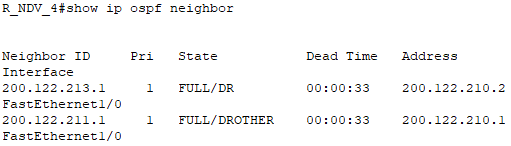 R_NDV_4#show ip ospf neighbor
Neighbor ID     Pri   State           Dead Time   Address
Interface
200.122.213.1     1   FULL/DR         00:00:33    200.122.210.2
FastEthernet1/0
200.122.211.1     1   FULL/DROTHER    00:00:33    200.122.210.1
FastEthernet1/0